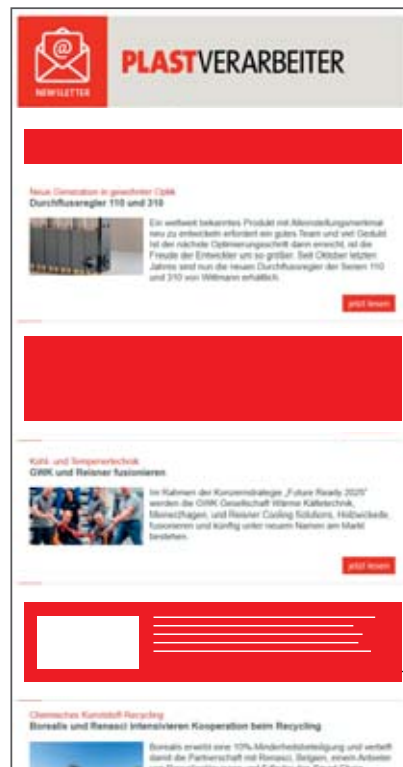 NEWSLETTER
PLASTVERARBEITER
Neue Generation in gewohnter Optik
Durchflussregler 110 und 310
Ein weltweit bekanntes Produkt mit Alleinstellungsmerkmal
neu zu entwickeln erfordert ein gutes Team und viel Geduld.
Ist der nächste Optimierungsschritt dann erreicht, ist die
Freude der Entwickler um so größer. Seit Oktober letzten
Jahres sind nun die neuen Durchflussregler der Serien 110
und 310 von Wittmann erhältlich.
jetzt lesen
Kühl- und Temperiertechnik
GWK und Reisner fusionieren
Im Rahmen der Konzernstrategie „Future Ready 2025“
werden die GWK Gesellschaft Wärme Kältetechnik,
Meinerzhagen, und Reisner Cooling Solutions, Holzwickede,
fusionieren und künftig unter neuem Namen am Markt
bestehen.
jetzt lesen
Chemisches Kunststoff-Recycling
Borealis und Renasci intensivieren Kooperation beim Recycling
Borealis erwirbt eine 10% Minderheitsbeteiligung und vertieft
damit die Partnerschaft mit Renasci, Belgien, einem Anbieter